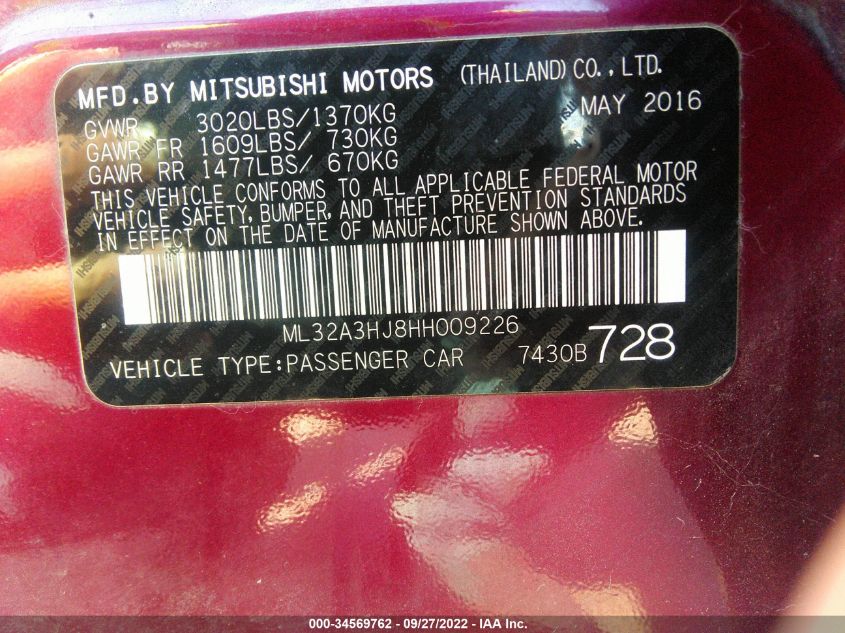 MFD.BY MITSUBISHI MOTORS (THAILAND) CO., LTD.
GVWR 3020LBS/1370KG MAY 2016
GAWR FR 1609LBS/ 730KG
GAWR RR 1477LBS/ 670KG
THIS VEHICLE CONFORMS TO ALL APPLICABLE FEDERAL MOTOR
VEHICLE SAFETY, BUMPER, AND THEFT PREVENTION STANDARDS
IN EFFECT ON THE DATE OF MANUFACTURE SHOWN ABOVE.
ML32A3HJ8HH009226
VEHICLE TYPE:PASSENGER CAR 7430B 728
000-34569762 - 09/27/2022 - IAA Inc.